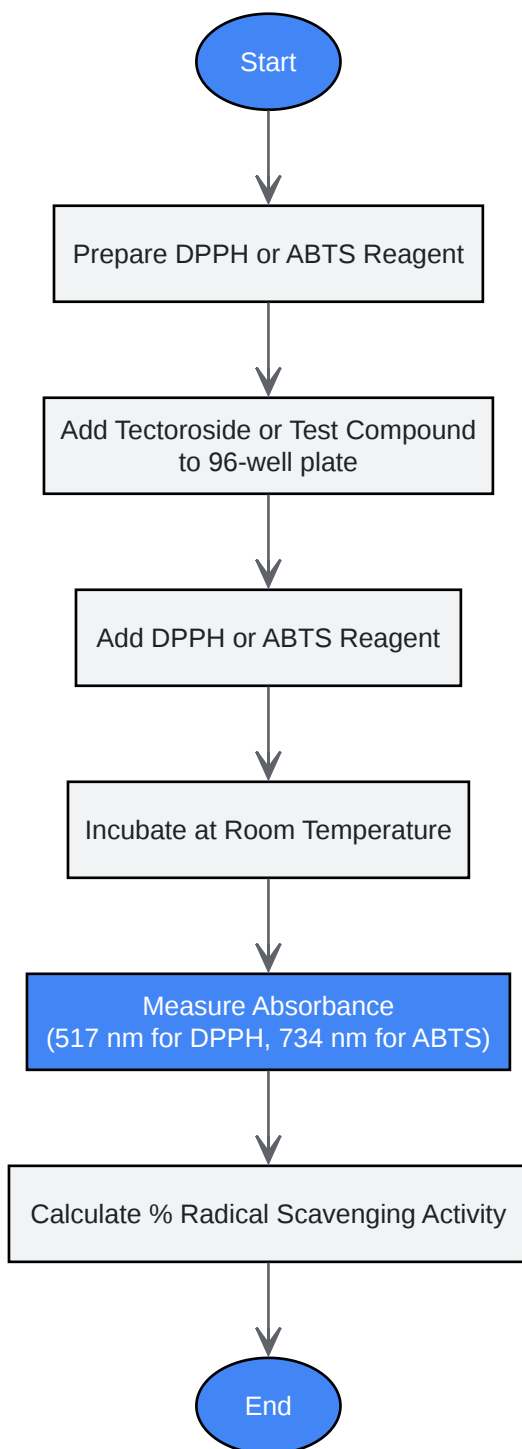 Start
Prepare DPPH or ABTS Reagent
Add Tectoroside or Test Compound
to 96-well plate
Add DPPH or ABTS Reagent
Incubate at Room Temperature
Measure Absorbance
(517 nm for DPPH, 734 nm for ABTS)
Calculate % Radical Scavenging Activity
End